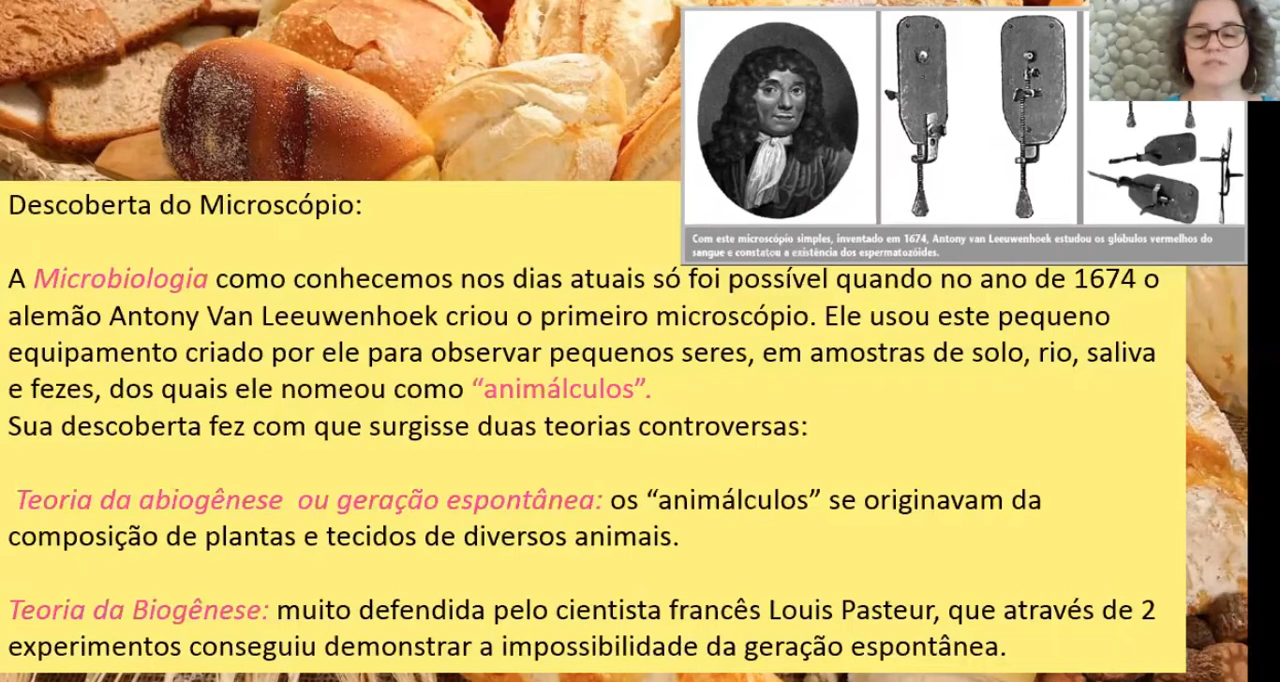 Com este microscópio simples, inventado em 1674, Antony van Leeuwenhoek estudou os glóbulos vermelhos do
sangue e constatou a existência dos espermatozóides.
Descoberta do Microscópio:
A Microbiologia como conhecemos nos dias atuais só foi possível quando no ano de 1674 o
alemão Antony Van Leeuwenhoek criou o primeiro microscópio. Ele usou este pequeno
equipamento criado por ele para observar pequenos seres, em amostras de solo, rio, saliva
e fezes, dos quais ele nomeou como “animálculos”.
Sua descoberta fez com que surgisse duas teorias controversas:
Teoria da abiogênese ou geração espontânea: os “animálculos” se originavam da
composição de plantas e tecidos de diversos animais.
Teoria da Biogênese: muito defendida pelo cientista francês Louis Pasteur, que através de 2
experimentos conseguiu demonstrar a impossibilidade da geração espontânea.